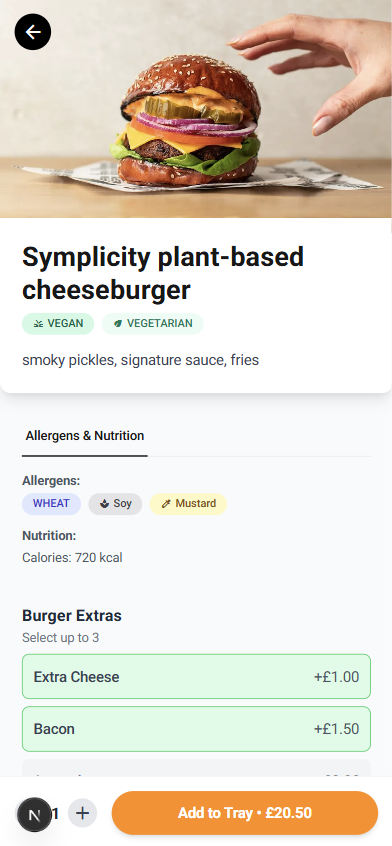 Symplicity plant-based
cheeseburger
VEGAN
VEGETARIAN
smoky pickles, signature sauce, fries
Allergens & Nutrition
Allergens:
WHEAT
Soy
Mustard
Nutrition:
Calories: 720 kcal
Burger Extras
Select up to 3
Extra Cheese +£1.00
Bacon +£1.50
N
1
+
Add to Tray • £20.50